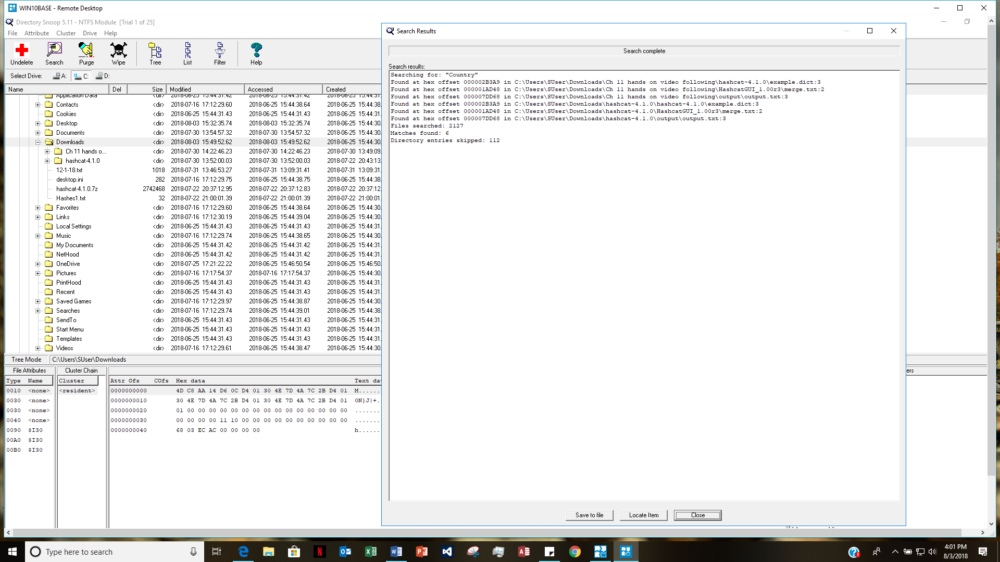 WIN10BASE - Remote Desktop
Directory Snoop 5.11 - NTFS Module [Trial 1 of 25]
File Attribute Cluster Drive Help
Undelete Search Purge Wipe Tree List Filter Help
Select Drive: A: C: D:
Name Del Size Modified Accessed Created
Application Data <dir> 2018-06-25 15:44:31.42 2018-06-25 15:44:31.42 2018-06-25 15:44:31.
Contacts <dir> 2018-07-16 17:12:29.60 2018-06-25 15:44:38.64 2018-06-25 15:44:38.
Cookies <dir> 2018-06-25 15:44:31.43 2018-06-25 15:44:31.43 2018-06-25 15:44:31.
Desktop <dir> 2018-08-03 15:32:35.74 2018-08-03 15:32:35.74 2018-06-25 15:44:30.
Documents <dir> 2018-07-30 13:54:57.32 2018-07-30 13:54:57.32 2018-06-25 15:44:30.
Downloads <dir> 2018-08-03 15:49:52.62 2018-08-03 15:49:52.62 2018-06-25 15:44:30.
Ch 11 hands o... <dir> 2018-07-30 14:22:46.23 2018-07-30 14:22:46.23 2018-07-30 13:49:09.
hashcat-4.1.0 <dir> 2018-07-30 13:52:00.03 2018-07-30 13:52:00.03 2018-07-22 20:43:13.
12-1-18.txt 1018 2018-07-31 13:46:53.27 2018-07-31 13:09:31.41 2018-07-31 13:09:31.
desktop.ini 282 2018-07-16 17:12:29.75 2018-06-25 15:44:38.75 2018-06-25 15:44:38.
hashcat-4.1.0.7z 2742468 2018-07-22 20:37:12.95 2018-07-22 20:37:12.83 2018-07-22 20:37:12.
Hashes1.txt 32 2018-07-22 21:00:01.39 2018-07-22 21:00:01.39 2018-07-22 21:00:01.
Favorites <dir> 2018-07-16 17:12:29.60 2018-06-25 15:44:38.64 2018-06-25 15:44:30.
Links <dir> 2018-07-16 17:12:30.19 2018-06-25 15:44:39.04 2018-06-25 15:44:30.
Local Settings <dir> 2018-06-25 15:44:31.43 2018-06-25 15:44:31.43 2018-06-25 15:44:31.
Music <dir> 2018-07-16 17:12:29.74 2018-06-25 15:44:38.65 2018-06-25 15:44:30.
My Documents <dir> 2018-06-25 15:44:31.42 2018-06-25 15:44:31.42 2018-06-25 15:44:31.
NetHood <dir> 2018-06-25 15:44:31.42 2018-06-25 15:44:31.42 2018-06-25 15:44:31.
OneDrive <dir> 2018-07-25 17:21:22.22 2018-06-25 15:46:50.54 2018-06-25 15:46:50.
Pictures <dir> 2018-07-16 17:17:54.37 2018-07-16 17:17:54.37 2018-06-25 15:44:30.
PrintHood <dir> 2018-06-25 15:44:31.43 2018-06-25 15:44:31.43 2018-06-25 15:44:31.
Recent <dir> 2018-06-25 15:44:31.43 2018-06-25 15:44:31.43 2018-06-25 15:44:31.
Saved Games <dir> 2018-07-16 17:12:29.97 2018-06-25 15:44:38.87 2018-06-25 15:44:30.
Searches <dir> 2018-07-16 17:12:29.74 2018-06-25 15:44:39.01 2018-06-25 15:44:38.
SendTo <dir> 2018-06-25 15:44:31.43 2018-06-25 15:44:31.43 2018-06-25 15:44:31.
Start Menu <dir> 2018-06-25 15:44:31.43 2018-06-25 15:44:31.43 2018-06-25 15:44:31.
Templates <dir> 2018-06-25 15:44:31.43 2018-06-25 15:44:31.43 2018-06-25 15:44:31.
Videos <dir> 2018-07-16 17:12:29.61 2018-06-25 15:44:38.47 2018-06-25 15:44:30.
Tree Mode C:\Users\SUser\Downloads
File Attributes Cluster Chain ers
Type Name Cluster Attr Ofs COfs Hex data Text da
0010 <none> <resident> 0000000000 4D C8 AA 14 D6 0C D4 01 30 4E 7D 4A 7C 2B D4 01 M......
0030 <none> 0000000010 30 4E 7D 4A 7C 2B D4 01 30 4E 7D 4A 7C 2B D4 01 0N}J|+.
0030 <none> 0000000020 01 00 00 00 00 00 00 00 00 00 00 00 00 00 00 00 .......
0040 <none> 0000000030 00 00 00 00 11 10 00 00 00 00 00 00 00 00 00 00 .......
0090 $I30 0000000040 68 03 EC AC 00 00 00 00 h......
00A0 $I30
00B0 $I30
Search Results
Search complete
Search results:
Searching for: "Country"
Found at hex offset 000002B3A9 in C:\Users\SUser\Downloads\Ch 11 hands on video following\hashcat-4.1.0\example.dict:3
Found at hex offset 000001AD48 in C:\Users\SUser\Downloads\Ch 11 hands on video following\HashcatGUI_1.00r3\merge.txt:2
Found at hex offset 000007DD68 in C:\Users\SUser\Downloads\Ch 11 hands on video following\output\output.txt:3
Found at hex offset 000002B3A9 in C:\Users\SUser\Downloads\hashcat-4.1.0\hashcat-4.1.0\example.dict:3
Found at hex offset 000001AD48 in C:\Users\SUser\Downloads\hashcat-4.1.0\HashcatGUI_1.00r3\merge.txt:2
Found at hex offset 000007DD68 in C:\Users\SUser\Downloads\hashcat-4.1.0\output\output.txt:3
Files searched: 2127
Matches found: 6
Directory entries skipped: 112
Save to file Locate Item Close
Type here to search
4:01 PM
8/3/2018